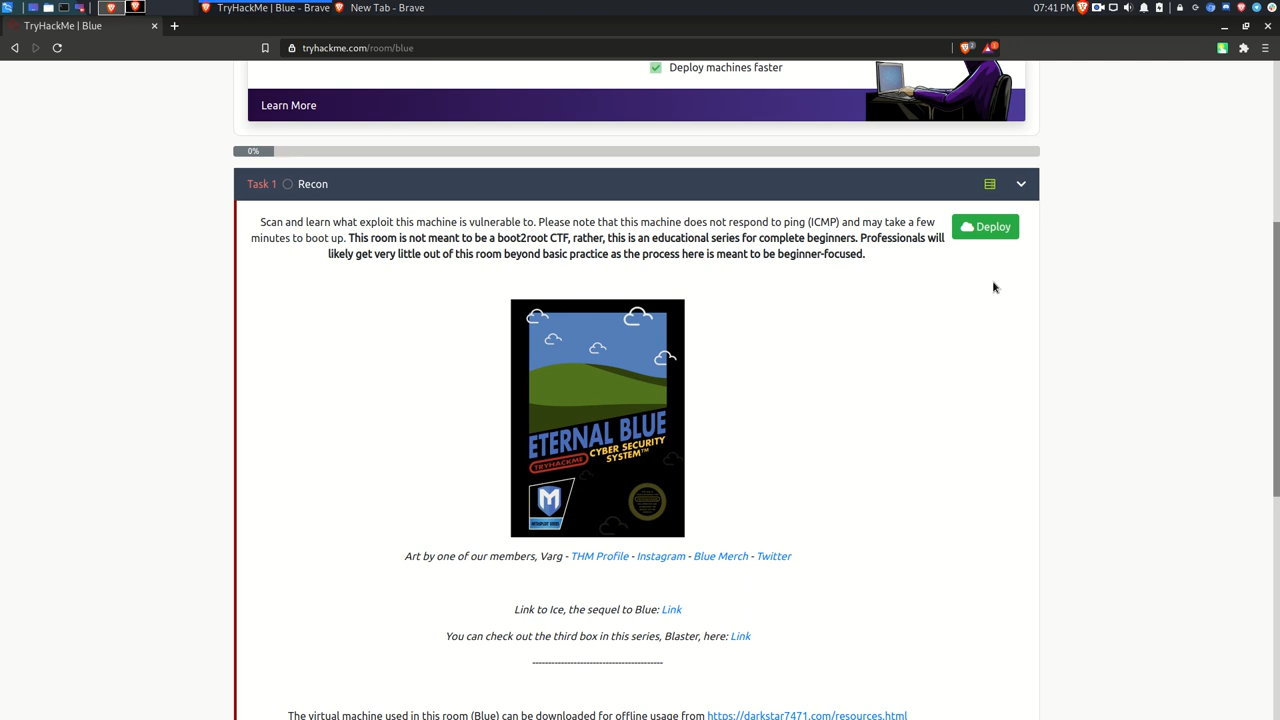 TryHackMe | Blue - Brave
New Tab - Brave
07:41 PM
TryHackMe | Blue
tryhackme.com/room/blue
Deploy machines faster
Learn More
0%
Task 1
Recon
Scan and learn what exploit this machine is vulnerable to. Please note that this machine does not respond to ping (ICMP) and may take a few
minutes to boot up. This room is not meant to be a boot2root CTF, rather, this is an educational series for complete beginners. Professionals will
likely get very little out of this room beyond basic practice as the process here is meant to be beginner-focused.
Deploy
ETERNAL BLUE
TRYHACKME
CYBER SECURITY
SYSTEM™
Art by one of our members, Varg - THM Profile - Instagram - Blue Merch - Twitter
Link to Ice, the sequel to Blue: Link
You can check out the third box in this series, Blaster, here: Link
----------------------------------------
The virtual machine used in this room (Blue) can be downloaded for offline usage from https://darkstar7471.com/resources.html